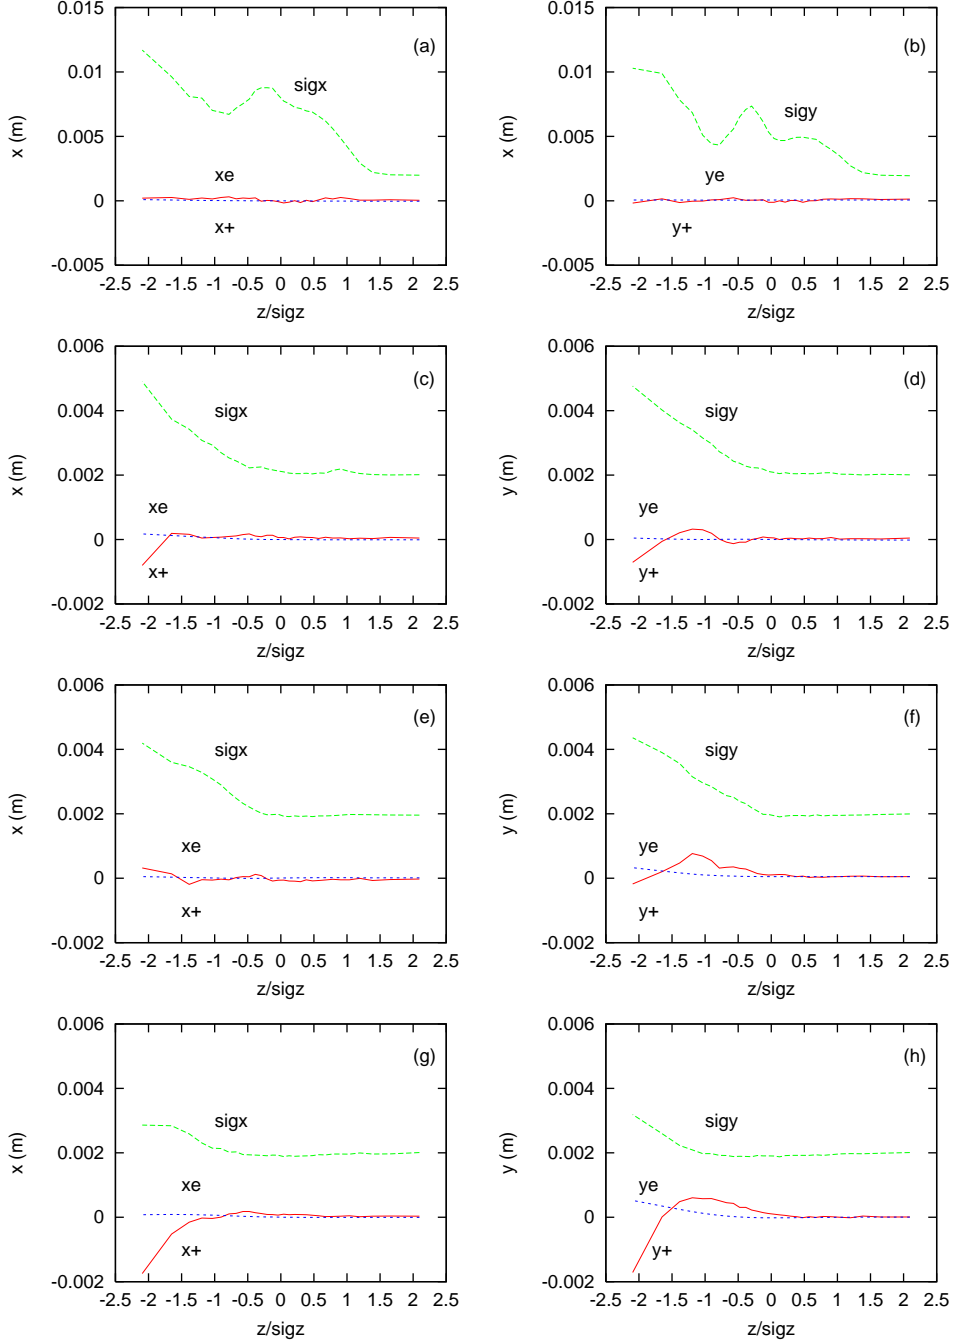 0.015
(a)
0.01
sigx
x (m)
0.005
xe
0
x+
-0.005
-2.5 -2 -1.5 -1 -0.5 0 0.5 1 1.5 2 2.5
z/sigz
0.015
(b)
0.01
sigy
x (m)
0.005
ye
0
y+
-0.005
-2.5 -2 -1.5 -1 -0.5 0 0.5 1 1.5 2 2.5
z/sigz
0.006
(c)
0.004
sigx
x (m)
0.002
xe
0
x+
-0.002
-2.5 -2 -1.5 -1 -0.5 0 0.5 1 1.5 2 2.5
z/sigz
0.006
(d)
0.004
sigy
y (m)
0.002
ye
0
y+
-0.002
-2.5 -2 -1.5 -1 -0.5 0 0.5 1 1.5 2 2.5
z/sigz
0.006
(e)
0.004
sigx
x (m)
0.002
xe
0
x+
-0.002
-2.5 -2 -1.5 -1 -0.5 0 0.5 1 1.5 2 2.5
z/sigz
0.006
(f)
0.004
sigy
y (m)
0.002
ye
0
y+
-0.002
-2.5 -2 -1.5 -1 -0.5 0 0.5 1 1.5 2 2.5
z/sigz
0.006
(g)
0.004
sigx
x (m)
0.002
xe
0
x+
-0.002
-2.5 -2 -1.5 -1 -0.5 0 0.5 1 1.5 2 2.5
z/sigz
0.006
(h)
0.004
sigy
y (m)
0.002
ye
0
y+
-0.002
-2.5 -2 -1.5 -1 -0.5 0 0.5 1 1.5 2 2.5
z/sigz